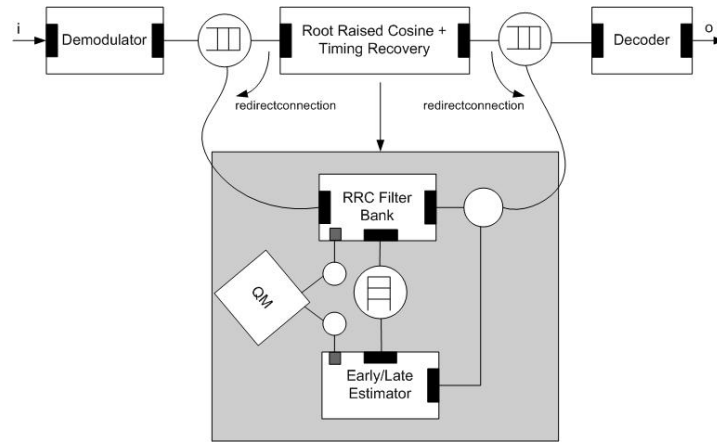 i
Demodulator
Root Raised Cosine +
Timing Recovery
Decoder
o
redirectconnection
redirectconnection
RRC Filter
Bank
QM
Early/Late
Estimator